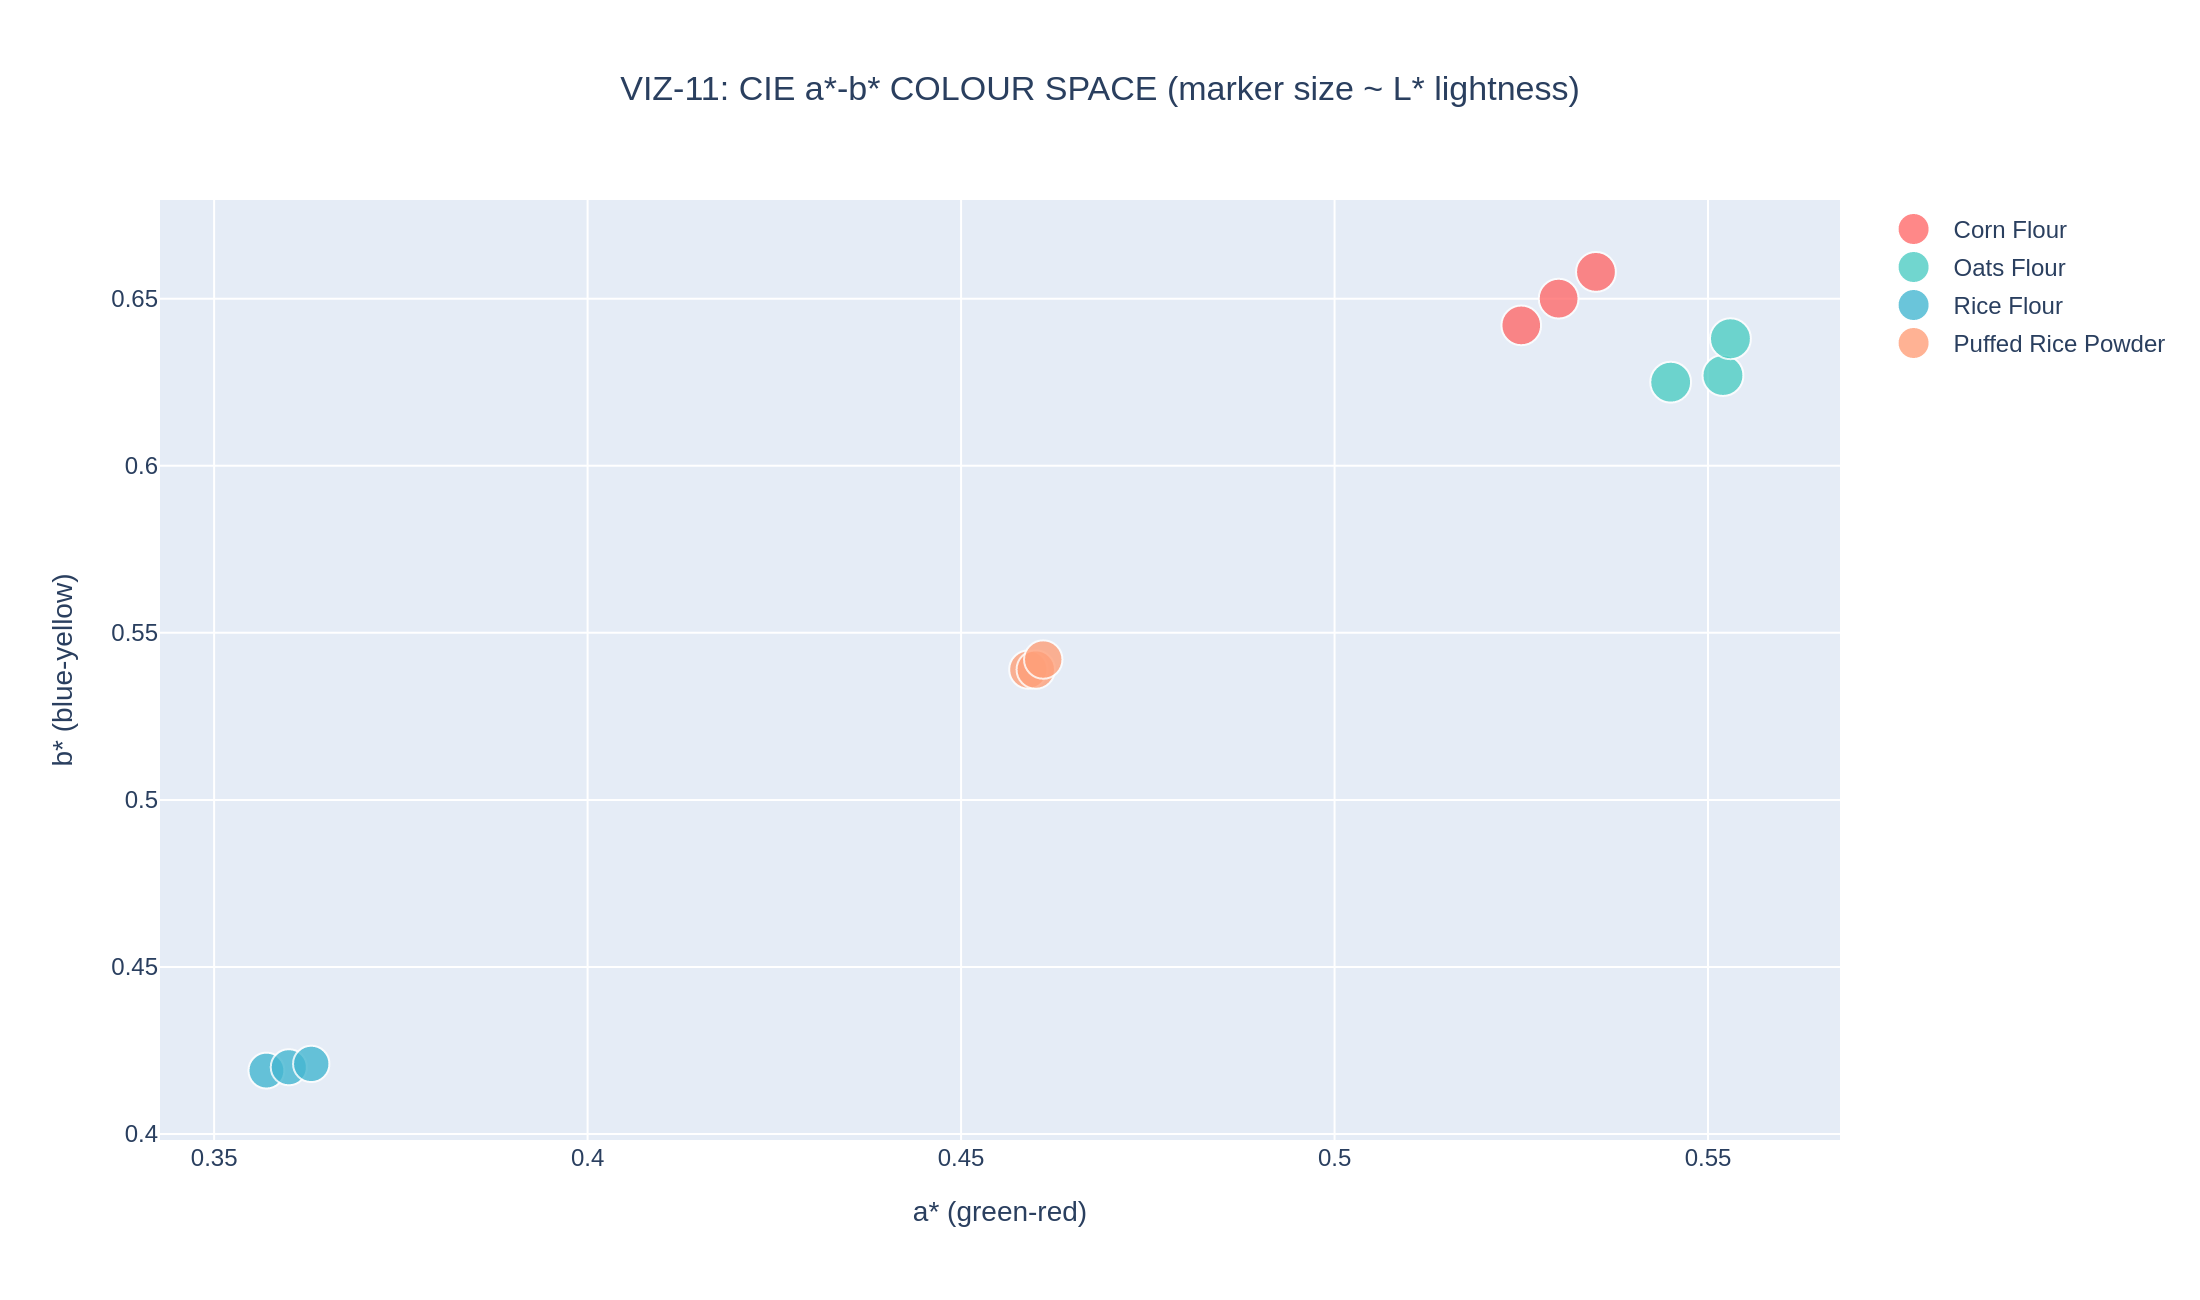 VIZ-11: CIE a*-b* COLOUR SPACE (marker size ~ L* lightness)
Corn Flour
Oats Flour
Rice Flour
Puffed Rice Powder
0.65
0.6
0.55
0.5
0.45
0.4
b* (blue-yellow)
0.35
0.4
0.45
0.5
0.55
a* (green-red)